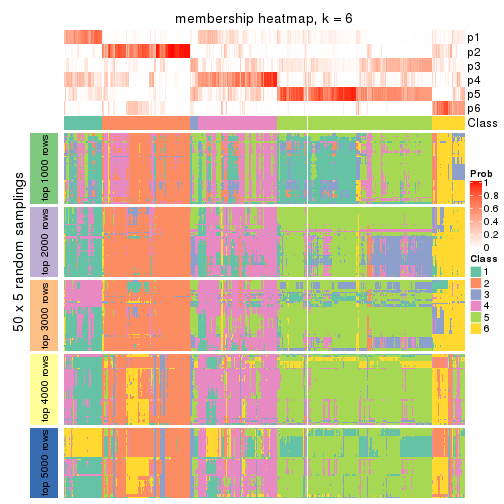 membership heatmap, k = 6
p1
p2
p3
p4
p5
p6
Class
50 x 5 random samplings
top 1000 rows
top 2000 rows
top 3000 rows
top 4000 rows
top 5000 rows
Prob
1
0.8
0.6
0.4
0.2
0
Class
1
2
3
4
5
6